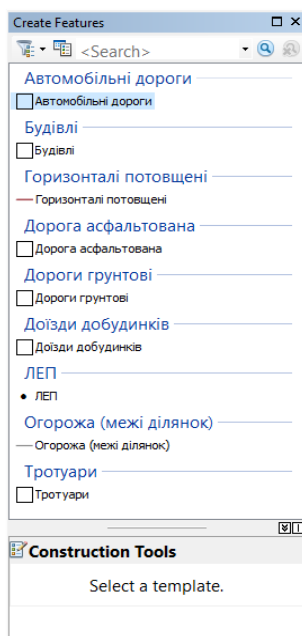 Create Features
<Search>
Автомобільні дороги
Автомобільні дороги
Будівлі
Будівлі
Горизонталі потовщені
Горизонталі потовщені
Дорога асфальтована
Дорога асфальтована
Дороги грунтові
Дороги грунтові
Доїзди добудинків
Доїзди добудинків
ЛЕП
ЛЕП
Огорожа (межі ділянок)
Огорожа (межі ділянок)
Тротуари
Тротуари
Construction Tools
Select a template.